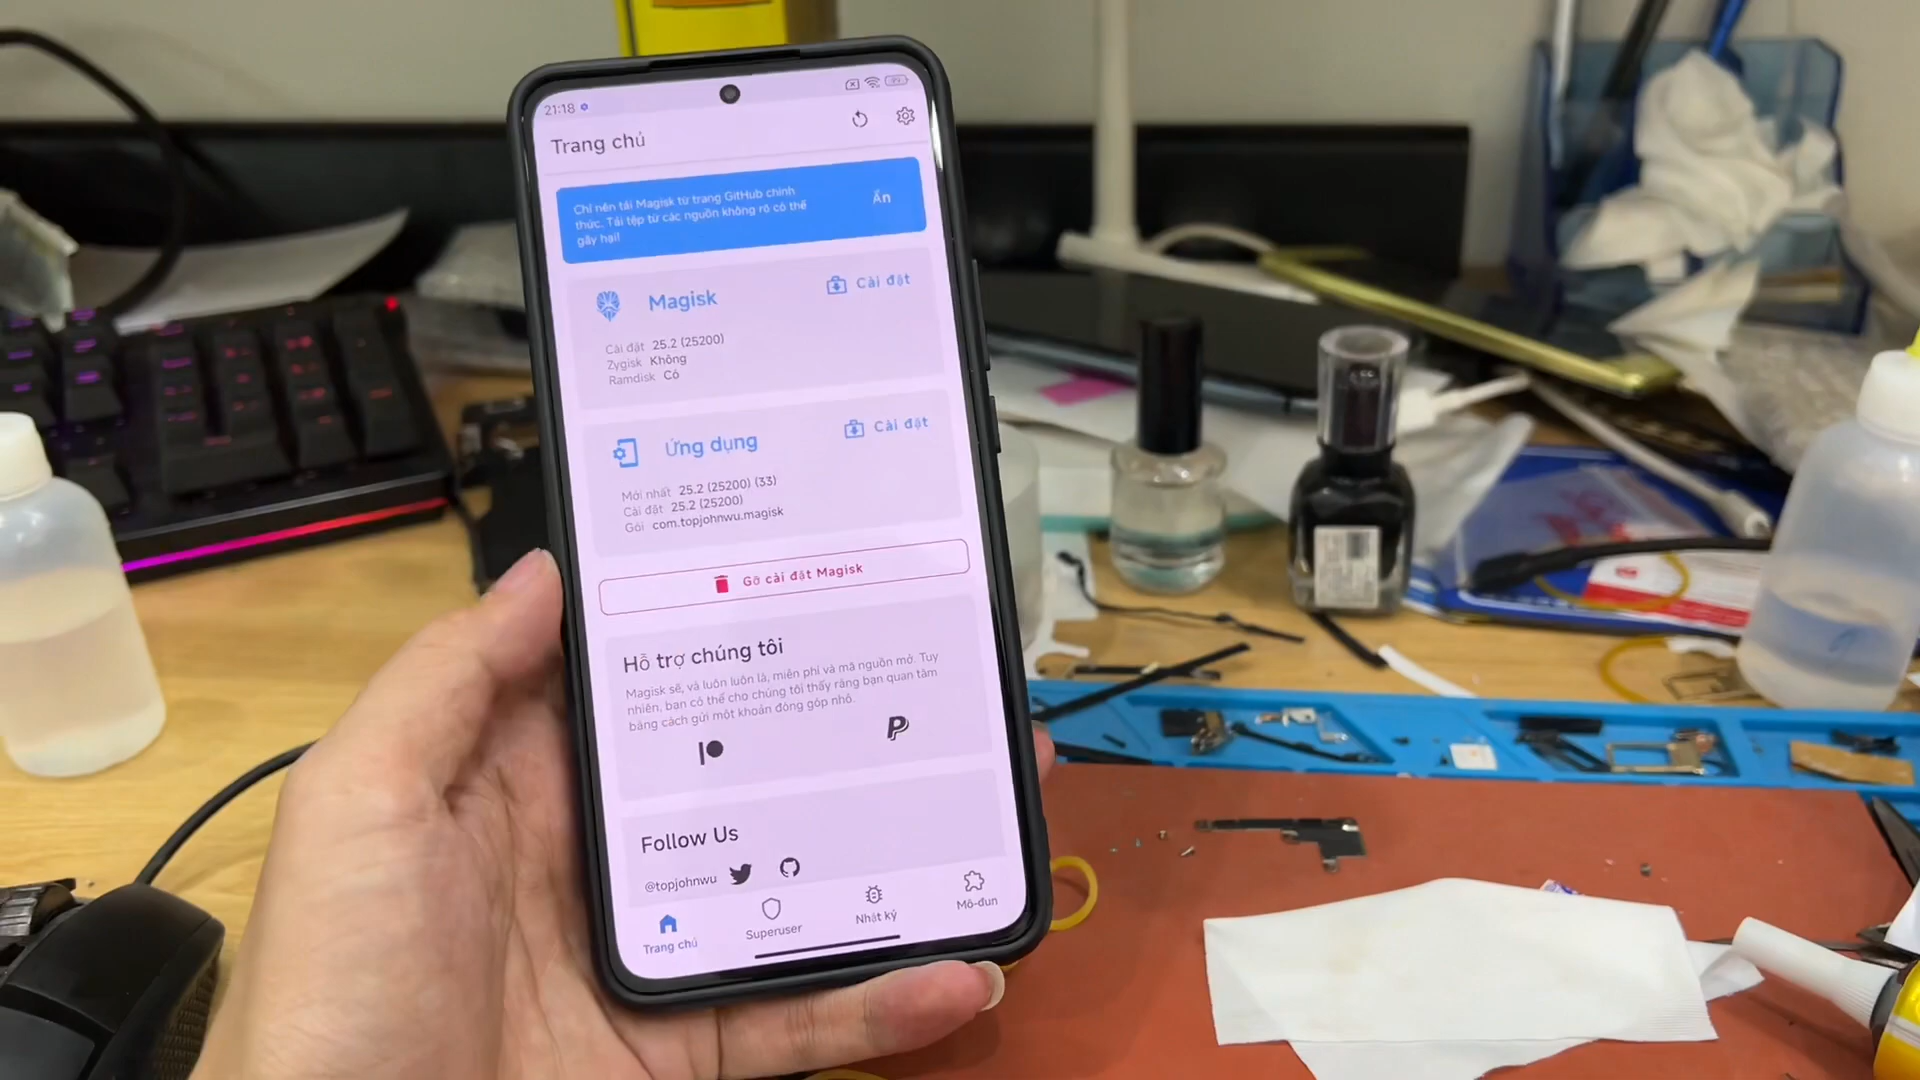 21:18
Trang chủ
Chỉ nên tải Magisk từ trang GitHub chính
thức. Tải tệp từ các nguồn không rõ có thể
gây hại!
Ẩn
Magisk
Cài đặt
Cài đặt 25.2 (25200)
Zygisk Không
Ramdisk Có
Ứng dụng
Cài đặt
Mới nhất 25.2 (25200) (33)
Cài đặt 25.2 (25200)
Gói com.topjohnwu.magisk
Gỡ cài đặt Magisk
Hỗ trợ chúng tôi
Magisk sẽ, và luôn luôn là, miễn phí và mã nguồn mở. Tuy
nhiên, bạn có thể cho chúng tôi thấy rằng bạn quan tâm
bằng cách gửi một khoản đóng góp nhỏ.
Follow Us
@topjohnwu
Trang chủ
Superuser
Nhật ký
Mô-đun